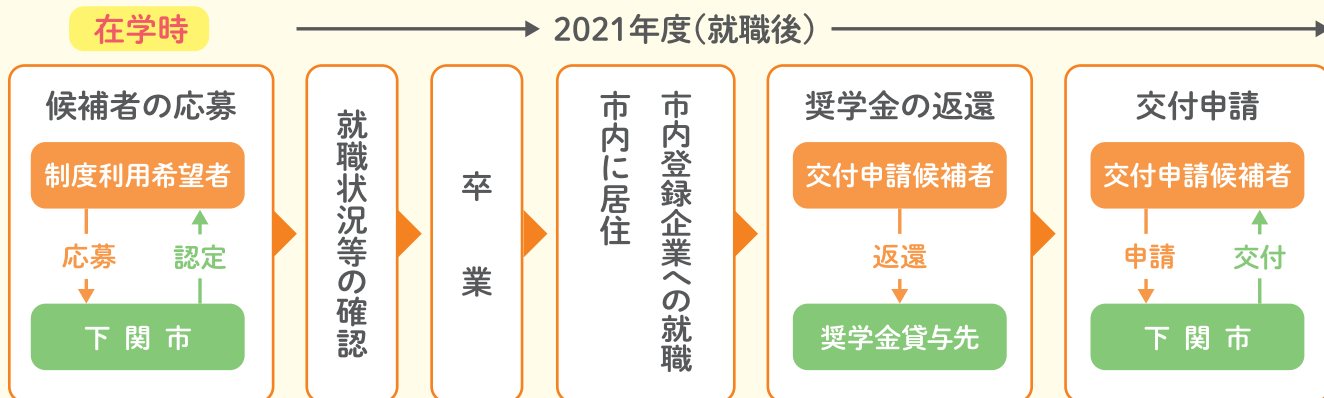 在学時
2021年度(就職後)
候補者の応募
制度利用希望者
応募
認定
下関市
就職状況等の確認
卒業
市内登録企業への就職
市内に居住
奨学金の返還
交付申請候補者
返還
奨学金貸与先
交付申請
交付申請候補者
申請
交付
下関市